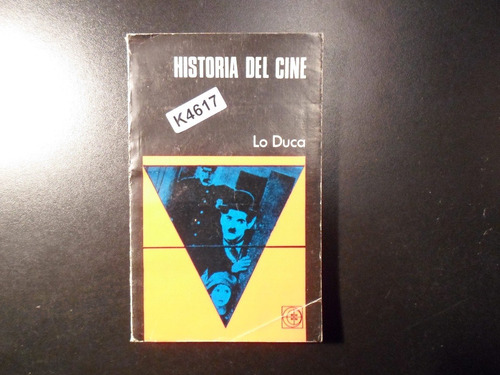 HISTORIA DEL CINE
K4617
Lo Duca